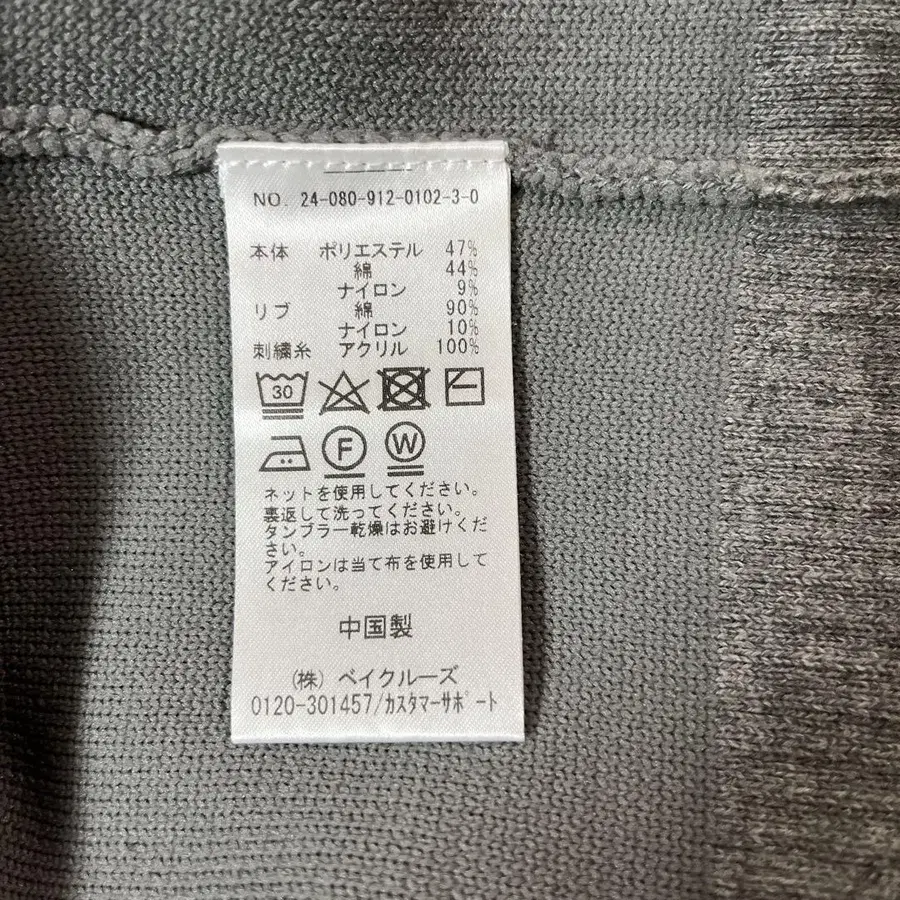 NO. 24-080-912-0102-3-0
本体 ポリエステル 47%
綿 44%
ナイロン 9%
リブ 綿 90%
ナイロン 10%
刺繍糸 アクリル 100%
30
F W
ネットを使用してください。
裏返して洗ってください。
タンブラー乾燥はお避けくだ
さい。
アイロンは当て布を使用して
ください。
中国製
(株) ベイクルーズ
0120-301457/ｶｽﾀﾏｰｻﾎﾟｰﾄ